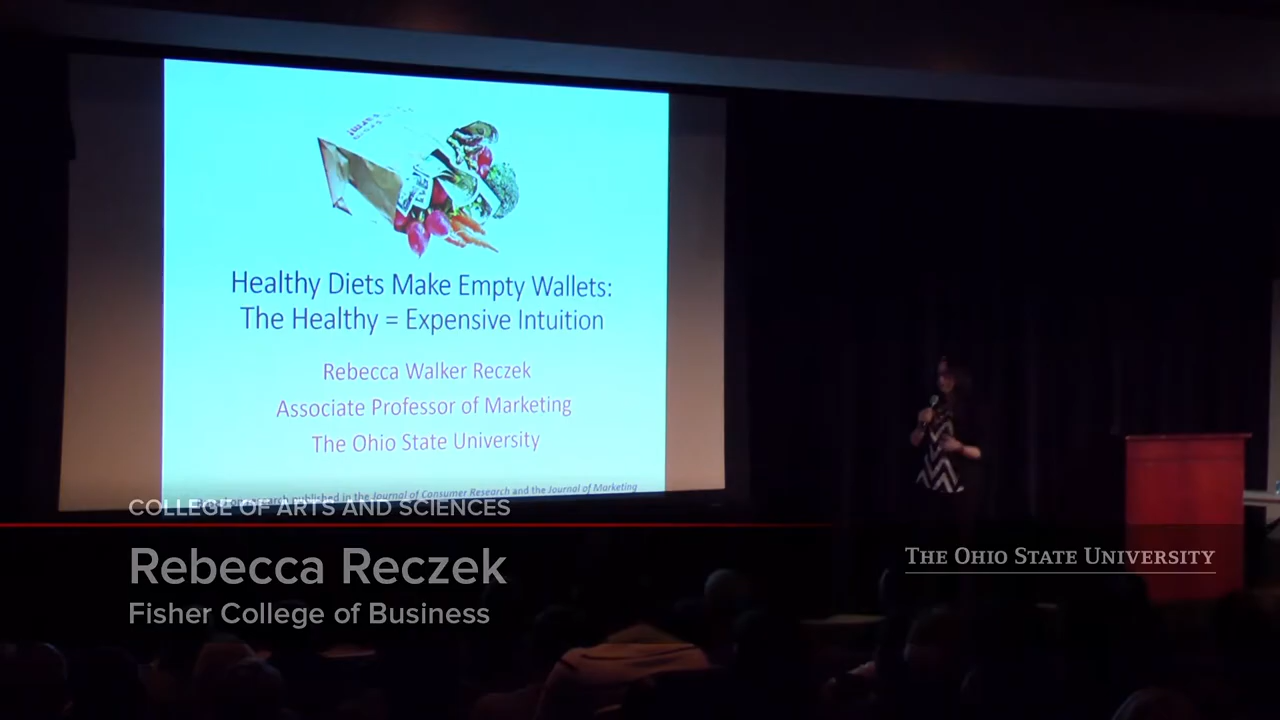 Healthy Diets Make Empty Wallets:
The Healthy = Expensive Intuition
Rebecca Walker Reczek
Associate Professor of Marketing
The Ohio State University
published in the Journal of Consumer Research and the Journal of Marketing
COLLEGE OF ARTS AND SCIENCES
Rebecca Reczek
Fisher College of Business
THE OHIO STATE UNIVERSITY